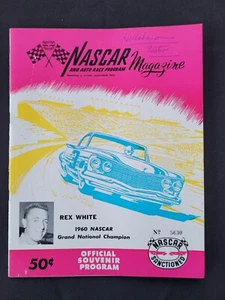 NASCAR
AND AUTO RACE PROGRAM
Magazine
REX WHITE
1960 NASCAR
Grand National Champion
Nº 5630
NASCAR
SANCTIONED
50¢
OFFICIAL
SOUVENIR
PROGRAM